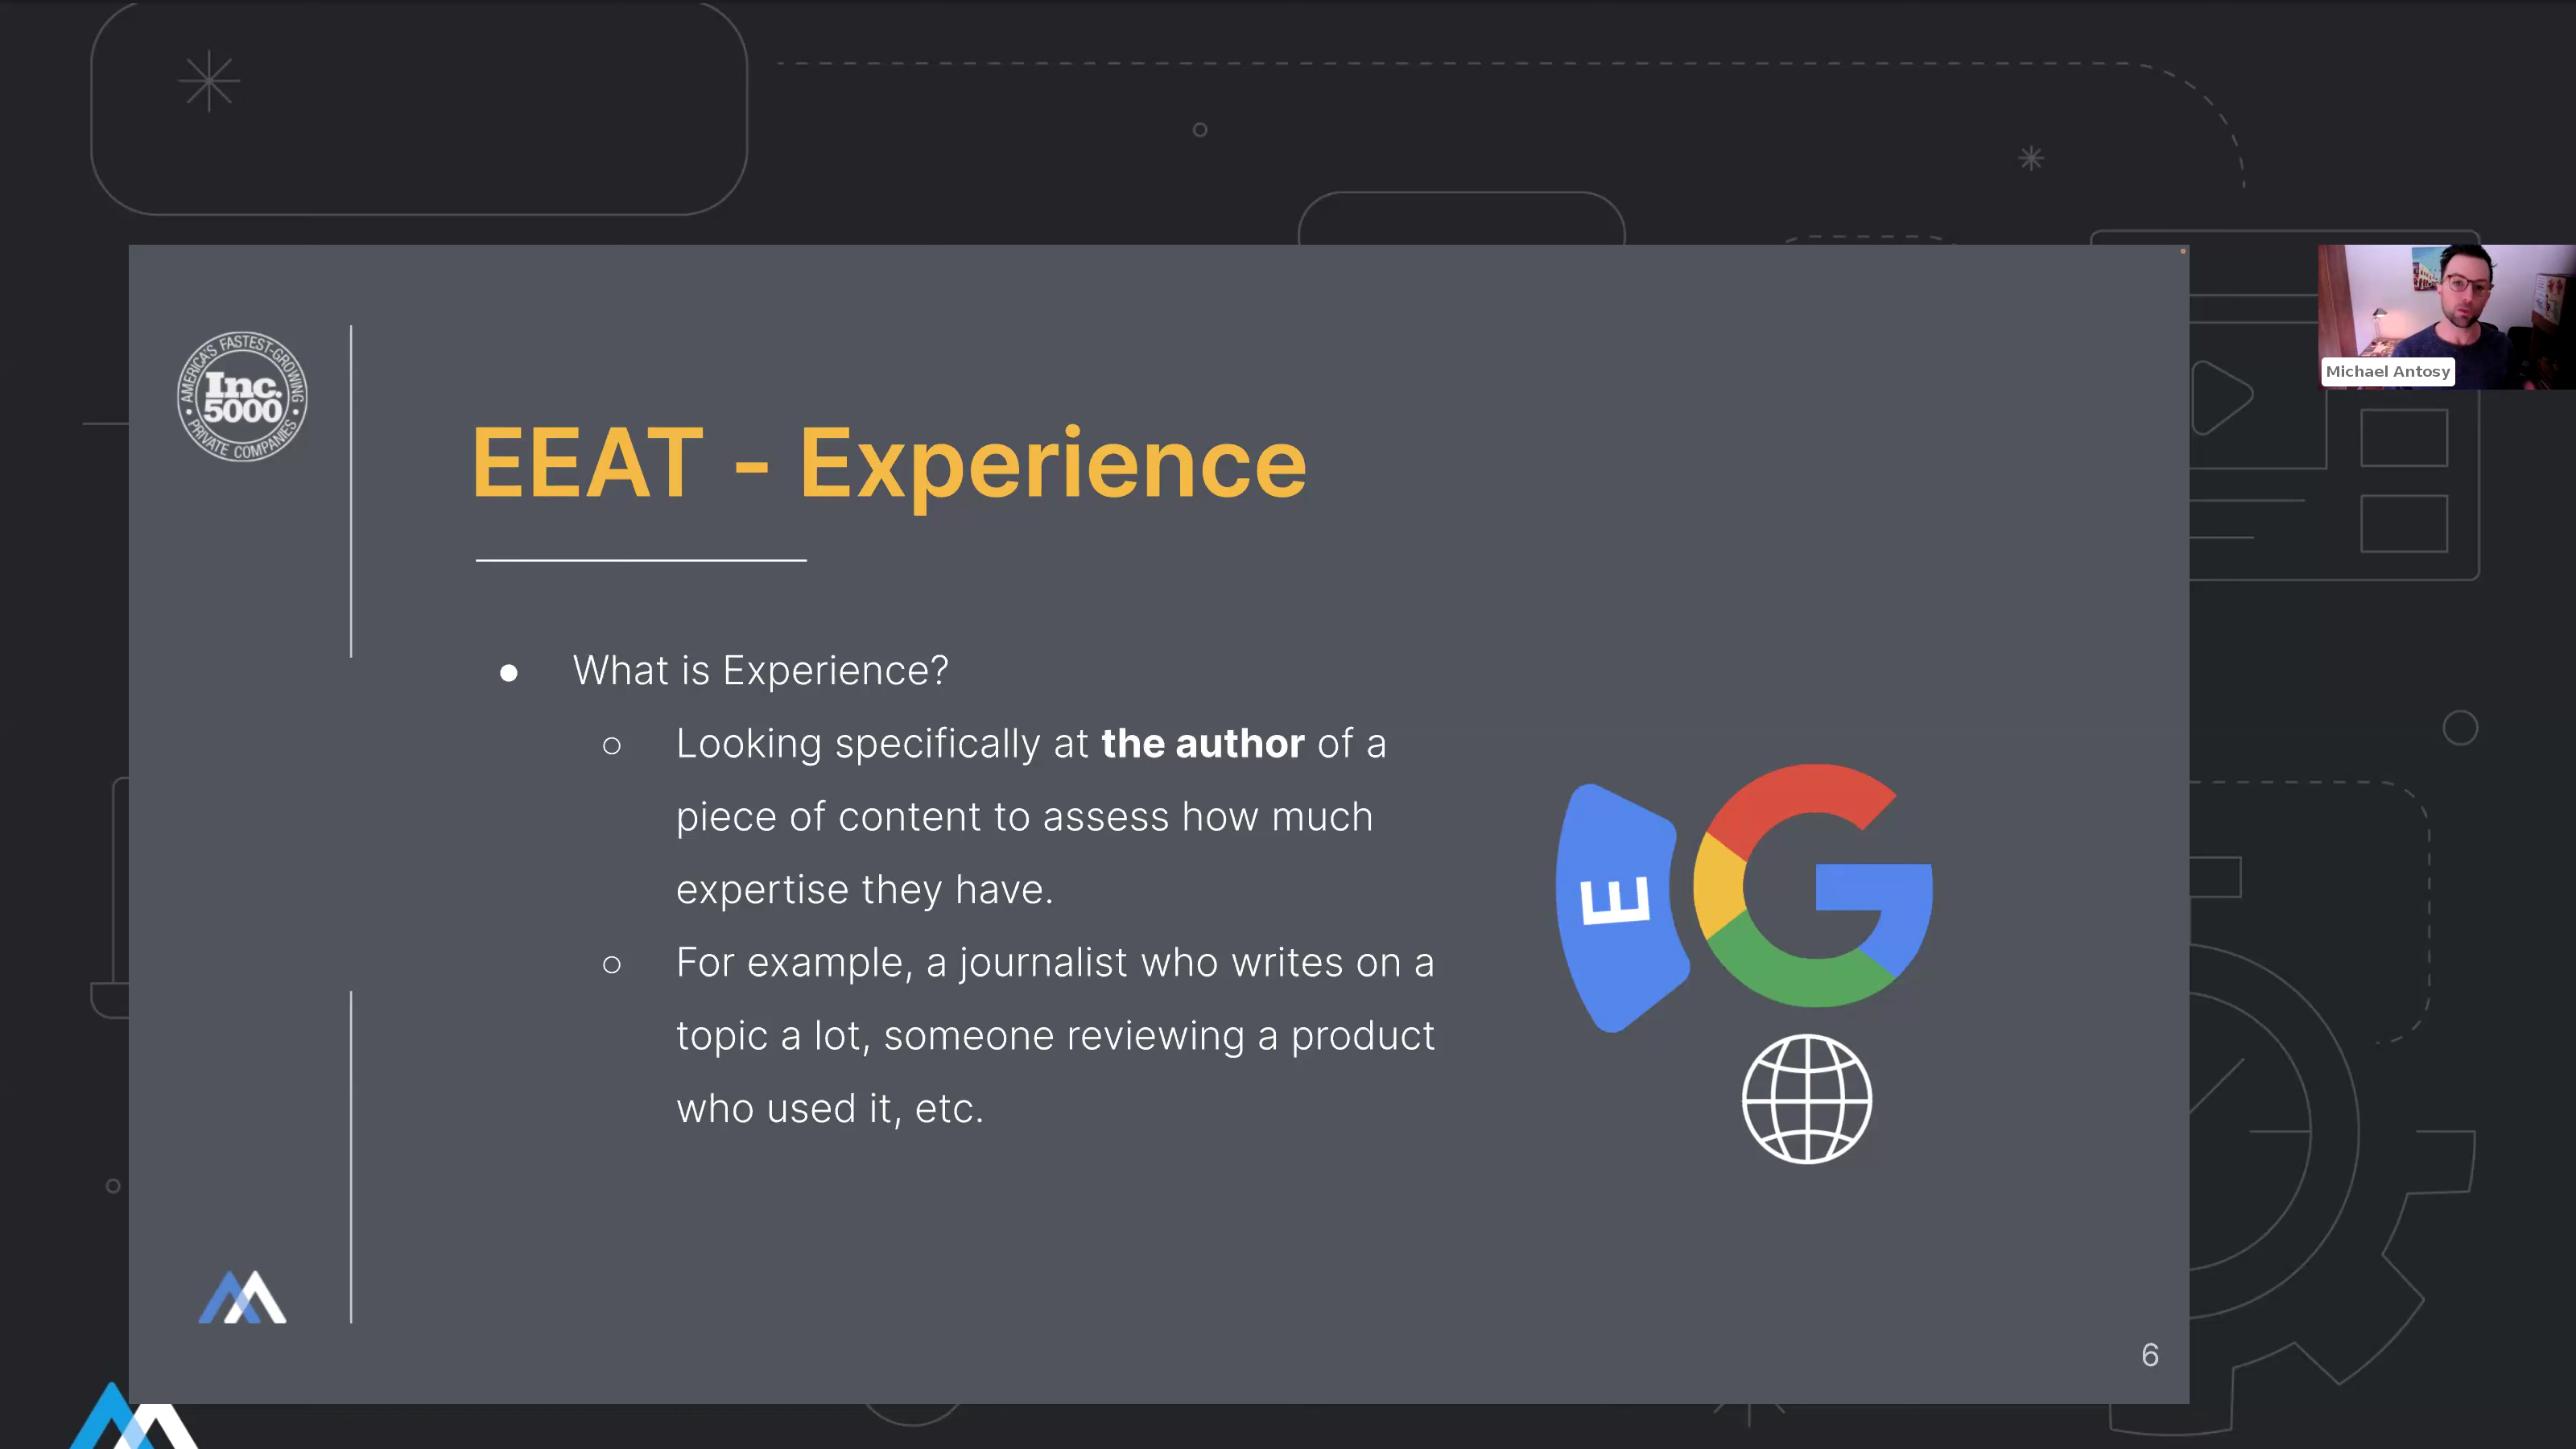 AMERICA'S FASTEST-GROWING
Inc.
5000
PRIVATE COMPANIES
EEAT - Experience
● What is Experience?
○ Looking specifically at the author of a
piece of content to assess how much
expertise they have.
○ For example, a journalist who writes on a
topic a lot, someone reviewing a product
who used it, etc.
E
G
Michael Antosy
6